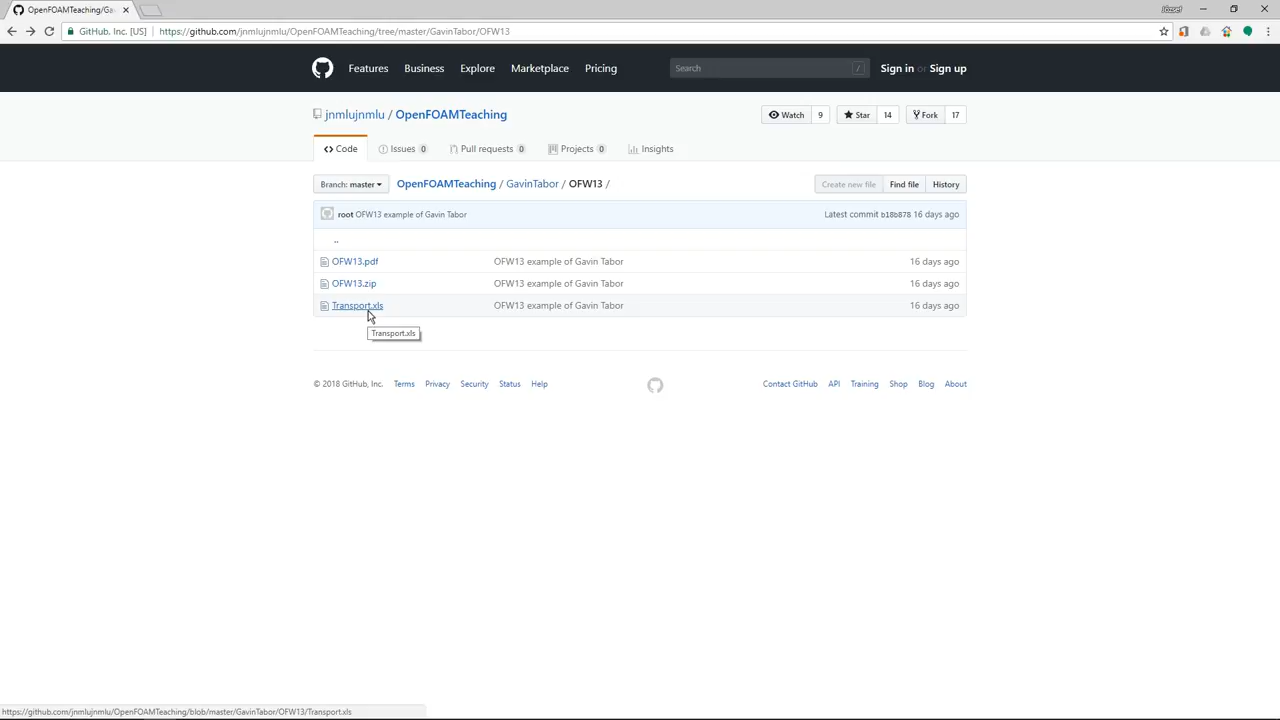 OpenFOAMTeaching/Gav
GitHub, Inc. [US] https://github.com/jnmlujnmlu/OpenFOAMTeaching/tree/master/GavinTabor/OFW13
Features Business Explore Marketplace Pricing Search / Sign in or Sign up
jnmlujnmlu / OpenFOAMTeaching Watch 9 Star 14 Fork 17
<> Code Issues 0 Pull requests 0 Projects 0 Insights
Branch: master OpenFOAMTeaching / GavinTabor / OFW13 / Create new file Find file History
root OFW13 example of Gavin Tabor Latest commit b18b878 16 days ago
..
OFW13.pdf OFW13 example of Gavin Tabor 16 days ago
OFW13.zip OFW13 example of Gavin Tabor 16 days ago
Transport.xls OFW13 example of Gavin Tabor 16 days ago
Transport.xls
© 2018 GitHub, Inc. Terms Privacy Security Status Help Contact GitHub API Training Shop Blog About
https://github.com/jnmlujnmlu/OpenFOAMTeaching/blob/master/GavinTabor/OFW13/Transport.xls